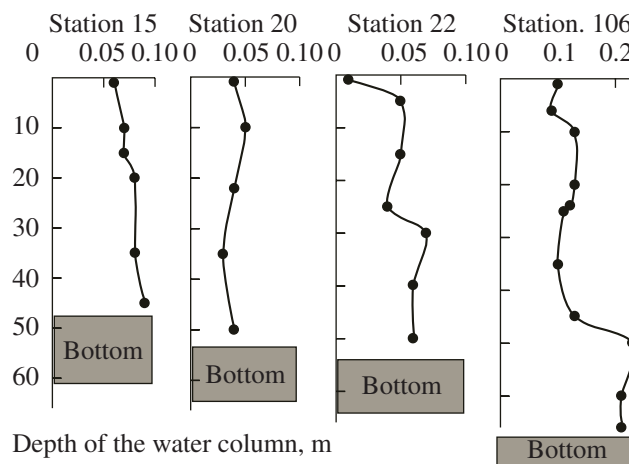 Station 15
Station 20
Station 22
Station. 106
0 0.05 0.10 0 0.05 0.10 0 0.05 0.10 0 0.1 0.2
10
20
30
40
50
60
Bottom
Bottom
Bottom
Bottom
Depth of the water column, m